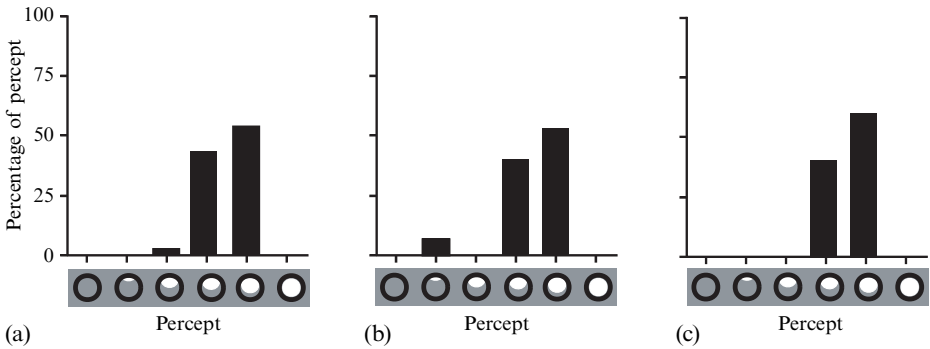 Percentage of percept
100
75
50
25
0
Percept
Percept
Percept
(a)
(b)
(c)